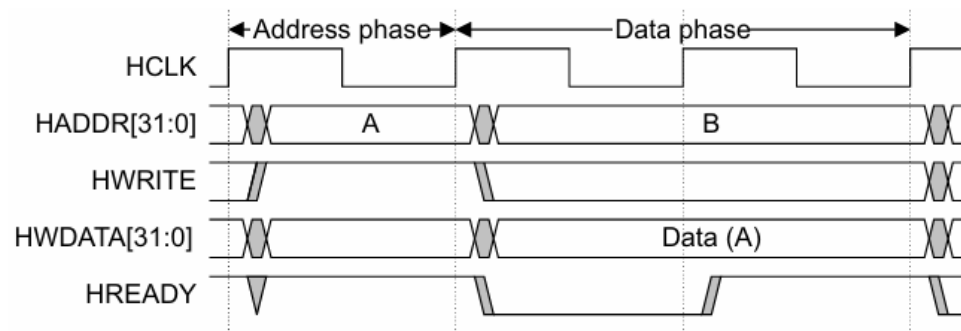 Address phase Data phase
HCLK
HADDR[31:0] A B
HWRITE
HWDATA[31:0] Data (A)
HREADY